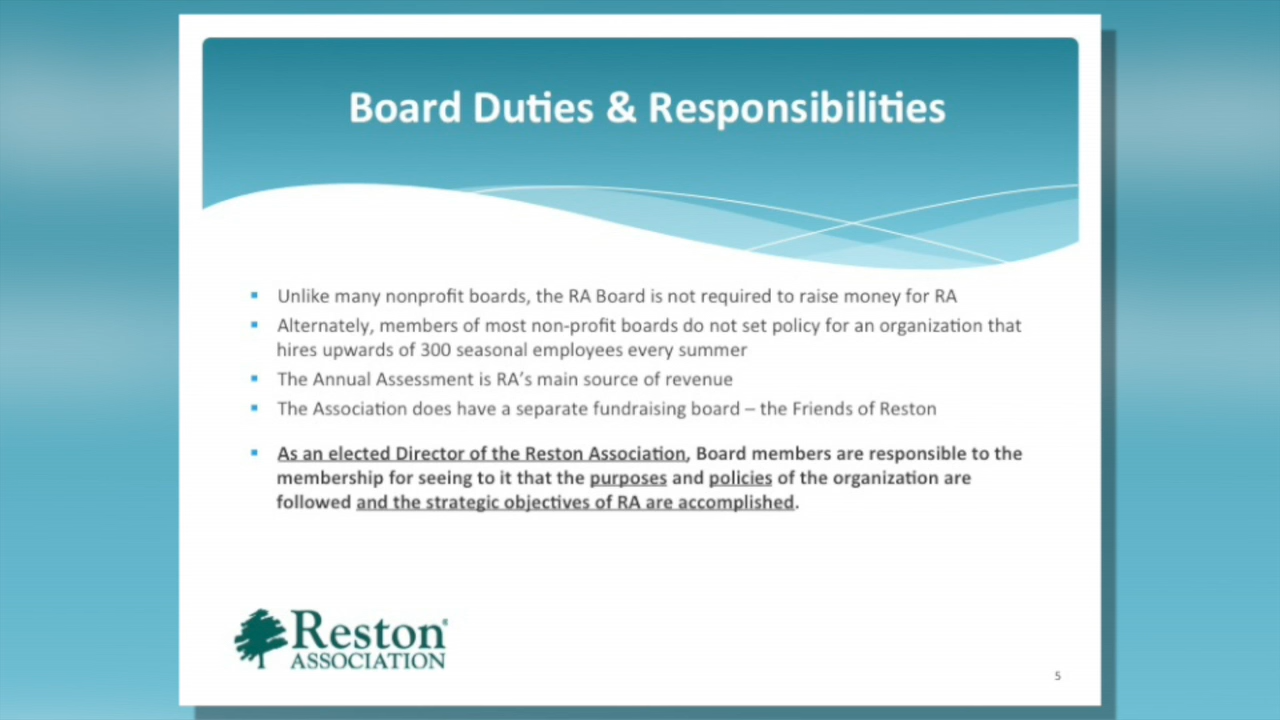 Board Duties & Responsibilities
Unlike many nonprofit boards, the RA Board is not required to raise money for RA
Alternately, members of most non-profit boards do not set policy for an organization that
hires upwards of 300 seasonal employees every summer
The Annual Assessment is RA's main source of revenue
The Association does have a separate fundraising board – the Friends of Reston
As an elected Director of the Reston Association, Board members are responsible to the
membership for seeing to it that the purposes and policies of the organization are
followed and the strategic objectives of RA are accomplished.
Reston®
ASSOCIATION
5